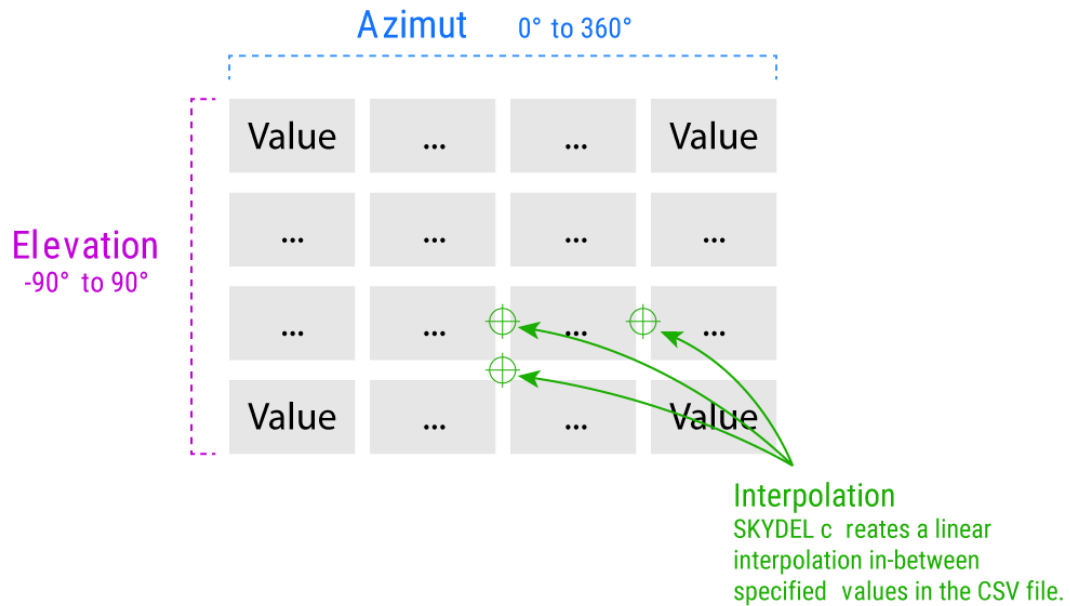 Azimut 0° to 360°
Value ... ... Value
... ... ... ...
Elevation
-90° to 90°
... ... ... ...
Value ... ... Value
Interpolation
SKYDEL c reates a linear
interpolation in-between
specified values in the CSV file.